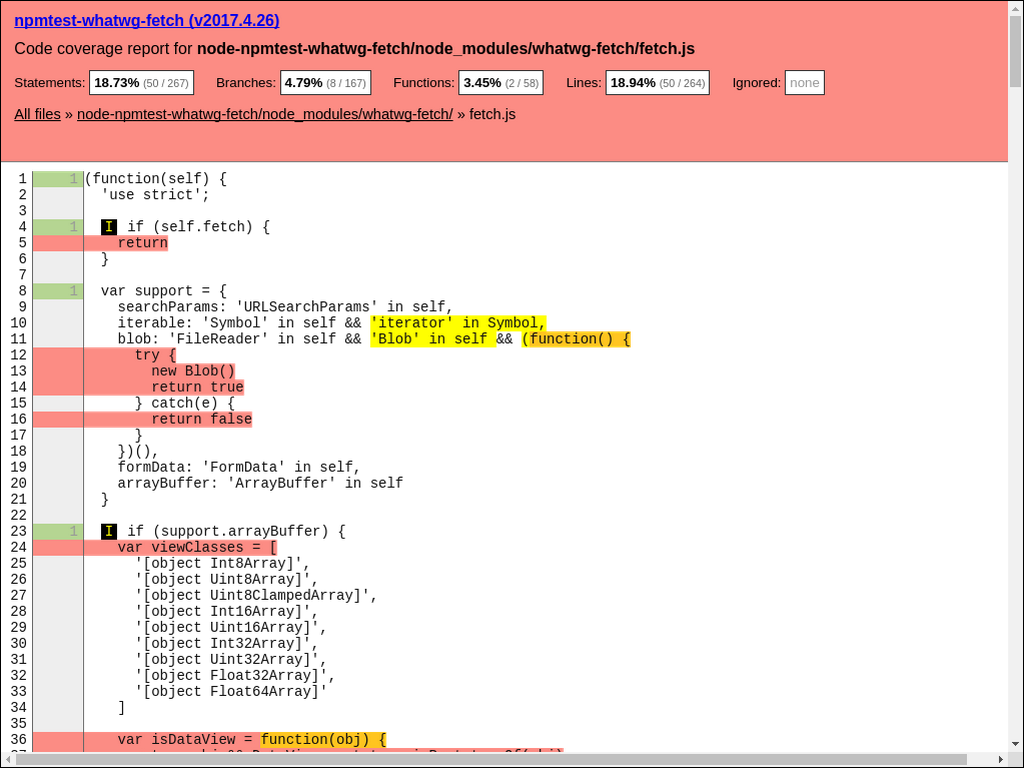 npmtest-whatwg-fetch (v2017.4.26)
Code coverage report for node-npmtest-whatwg-fetch/node_modules/whatwg-fetch/fetch.js
Statements: 18.73% (50 / 267) Branches: 4.79% (8 / 167) Functions: 3.45% (2 / 58) Lines: 18.94% (50 / 264) Ignored: none
All files » node-npmtest-whatwg-fetch/node_modules/whatwg-fetch/ » fetch.js
1 1 (function(self) {
2 'use strict';
3
4 1 I if (self.fetch) {
5 return
6 }
7
8 1 var support = {
9 searchParams: 'URLSearchParams' in self,
10 iterable: 'Symbol' in self && 'iterator' in Symbol,
11 blob: 'FileReader' in self && 'Blob' in self && (function() {
12 try {
13 new Blob()
14 return true
15 } catch(e) {
16 return false
17 }
18 })(),
19 formData: 'FormData' in self,
20 arrayBuffer: 'ArrayBuffer' in self
21 }
22
23 1 I if (support.arrayBuffer) {
24 var viewClasses = [
25 '[object Int8Array]',
26 '[object Uint8Array]',
27 '[object Uint8ClampedArray]',
28 '[object Int16Array]',
29 '[object Uint16Array]',
30 '[object Int32Array]',
31 '[object Uint32Array]',
32 '[object Float32Array]',
33 '[object Float64Array]'
34 ]
35
36 var isDataView = function(obj) {